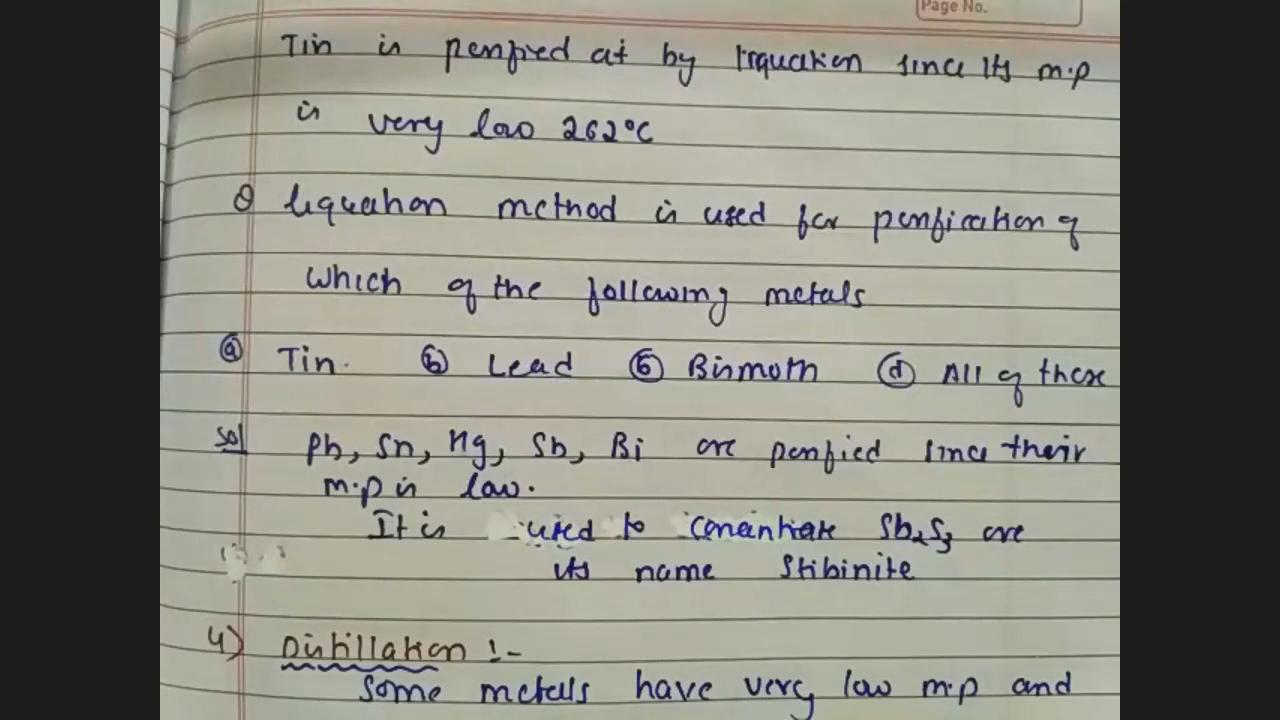 Page No.
Tin is purified at by liquation since its m.p
is very low 262°C
Q liquation method is used for purification of
which of the following metals
(a) Tin. (b) Lead (c) Bismuth (d) All of these
Sol Pb, Sn, Hg, Sb, Bi are purified since their
m.p is low.
It is used to concentrate Sb2S3 ore
its name Stibinite
4) Distillation :-
Some metals have very low m.p and